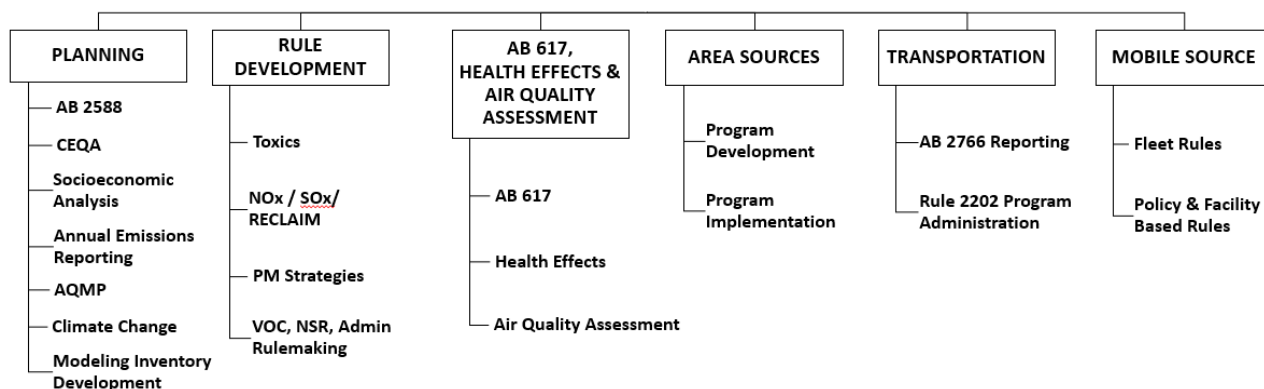 PLANNING
AB 2588
CEQA
Socioeconomic
Analysis
Annual Emissions
Reporting
AQMP
Climate Change
Modeling Inventory
Development
RULE
DEVELOPMENT
Toxics
NOx / SOx/
RECLAIM
PM Strategies
VOC, NSR, Admin
Rulemaking
AB 617,
HEALTH EFFECTS &
AIR QUALITY
ASSESSMENT
AB 617
Health Effects
Air Quality Assessment
AREA SOURCES
Program
Development
Program
Implementation
TRANSPORTATION
AB 2766 Reporting
Rule 2202 Program
Administration
MOBILE SOURCE
Fleet Rules
Policy & Facility
Based Rules